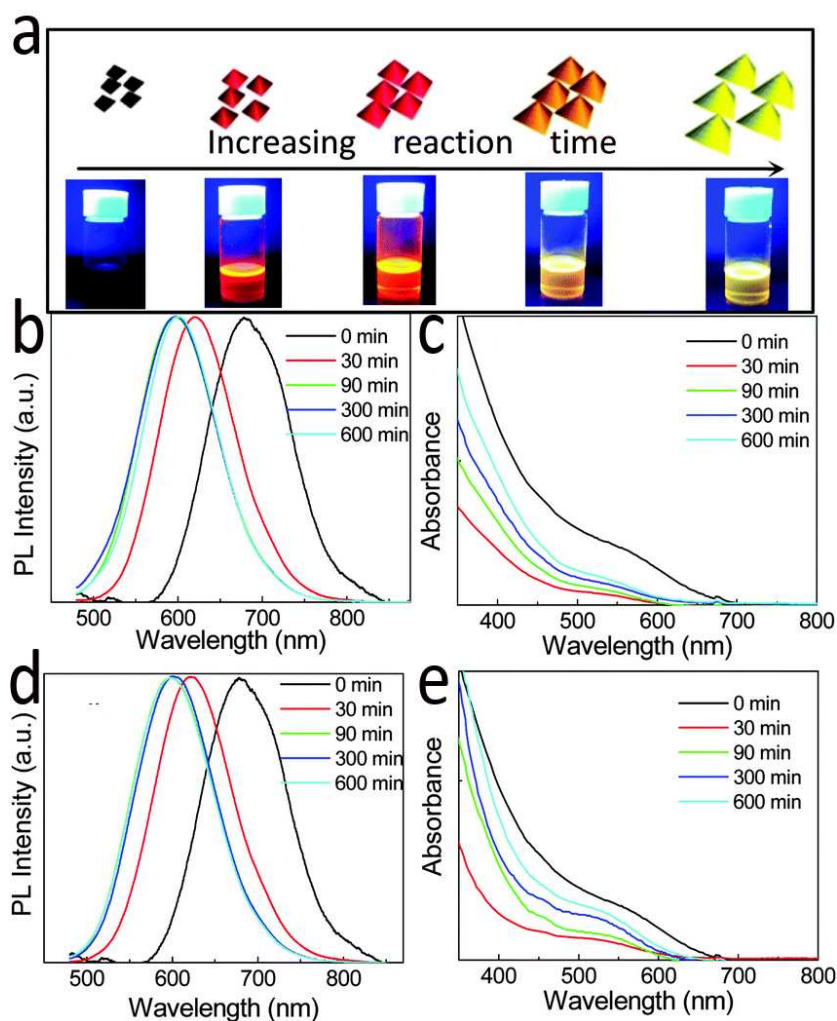 a
Increasing reaction time
b
0 min
30 min
90 min
300 min
600 min
PL Intensity (a.u.)
500 600 700 800
Wavelength (nm)
c
0 min
30 min
90 min
300 min
600 min
Absorbance
400 500 600 700 800
Wavelength (nm)
d
0 min
30 min
90 min
300 min
600 min
PL Intensity (a.u.)
500 600 700 800
Wavelength (nm)
e
0 min
30 min
90 min
300 min
600 min
Absorbance
400 500 600 700 800
Wavelength (nm)